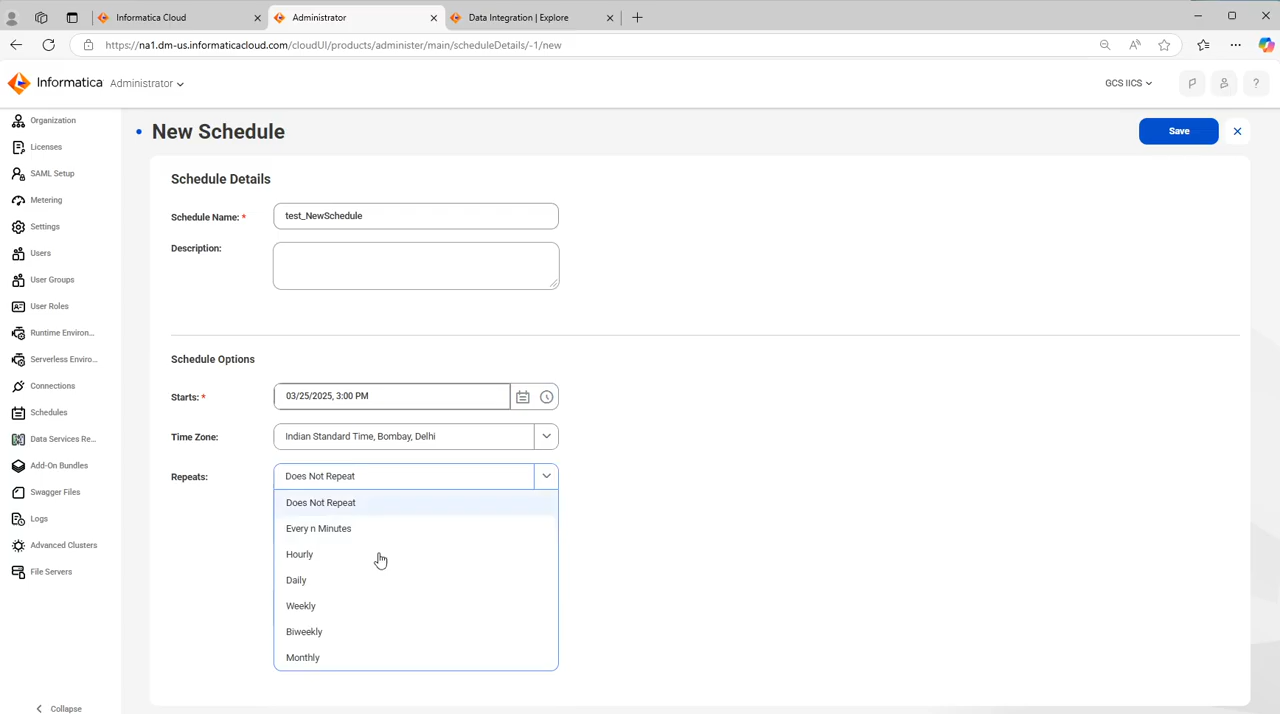 Informatica Cloud
Administrator
Data Integration | Explore
https://na1.dm-us.informaticacloud.com/cloudUI/products/administer/main/scheduleDetails/-1/new
Informatica Administrator
GCS IICS
?
Organization
Licenses
SAML Setup
Metering
Settings
Users
User Groups
User Roles
Runtime Environ...
Serverless Enviro...
Connections
Schedules
Data Services Re...
Add-On Bundles
Swagger Files
Logs
Advanced Clusters
File Servers
Collapse
New Schedule
Save
Schedule Details
Schedule Name: *
test_NewSchedule
Description:
Schedule Options
Starts: *
03/25/2025, 3:00 PM
Time Zone:
Indian Standard Time, Bombay, Delhi
Repeats:
Does Not Repeat
Does Not Repeat
Every n Minutes
Hourly
Daily
Weekly
Biweekly
Monthly